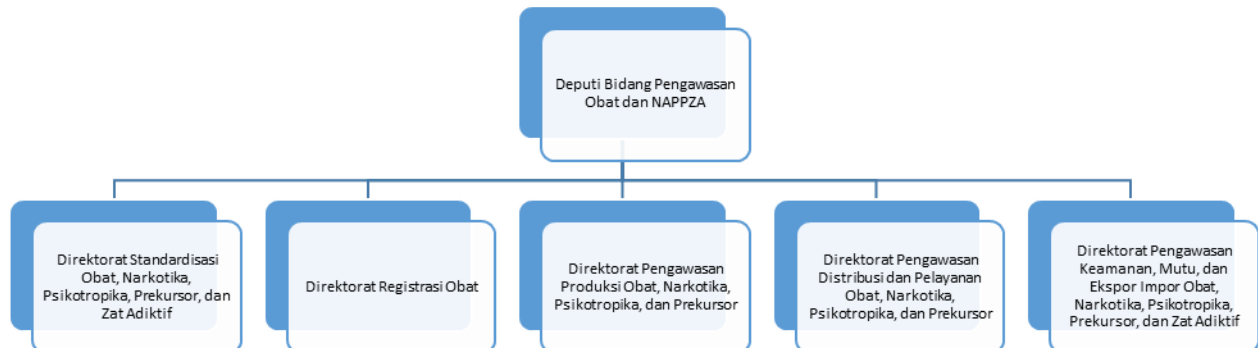 Deputi Bidang Pengawasan
Obat dan NAPPZA
Direktorat Standardisasi
Obat, Narkotika,
Psikotropika, Prekursor, dan
Zat Adiktif
Direktorat Registrasi Obat
Direktorat Pengawasan
Produksi Obat, Narkotika,
Psikotropika, dan Prekursor
Direktorat Pengawasan
Distribusi dan Pelayanan
Obat, Narkotika,
Psikotropika, dan Prekursor
Direktorat Pengawasan
Keamanan, Mutu, dan
Ekspor Impor Obat,
Narkotika, Psikotropika,
Prekursor, dan Zat Adiktif